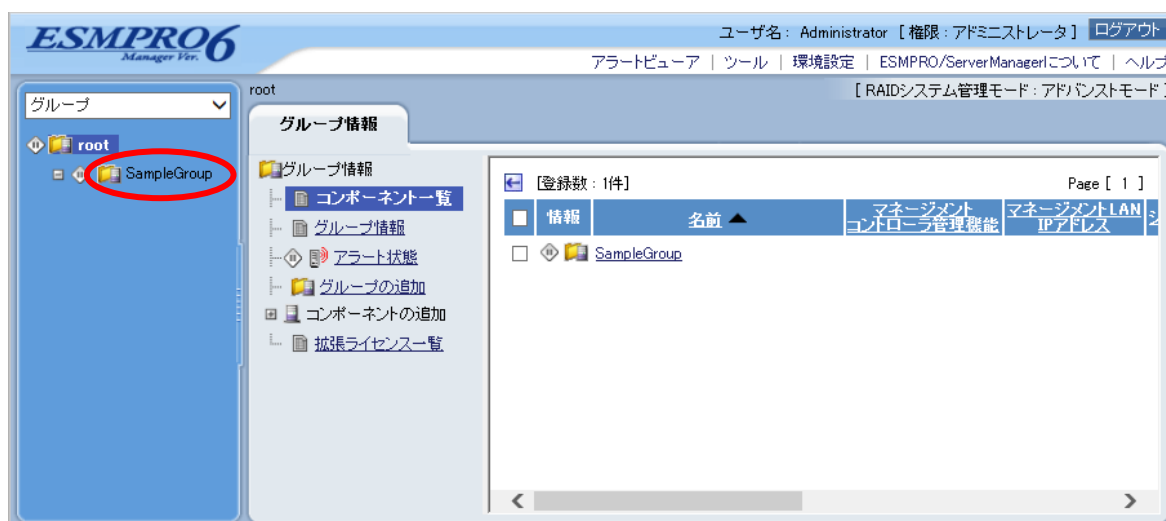 ESMPRO6
Manager Ver.
ユーザ名： Administrator [ 権限 : アドミニストレータ ] ログアウト
アラートビューア | ツール | 環境設定 | ESMPRO/ServerManagerについて | ヘルプ
グループ
root
SampleGroup
root
[ RAIDシステム管理モード : アドバンストモード ]
グループ情報
グループ情報
コンポーネント一覧
グループ情報
アラート状態
グループの追加
コンポーネントの追加
拡張ライセンス一覧
[登録数 : 1件]
Page [ 1 ]
情報
名前 ▲
マネージメント
コントローラ管理機能
マネージメントLAN
IPアドレス
SampleGroup